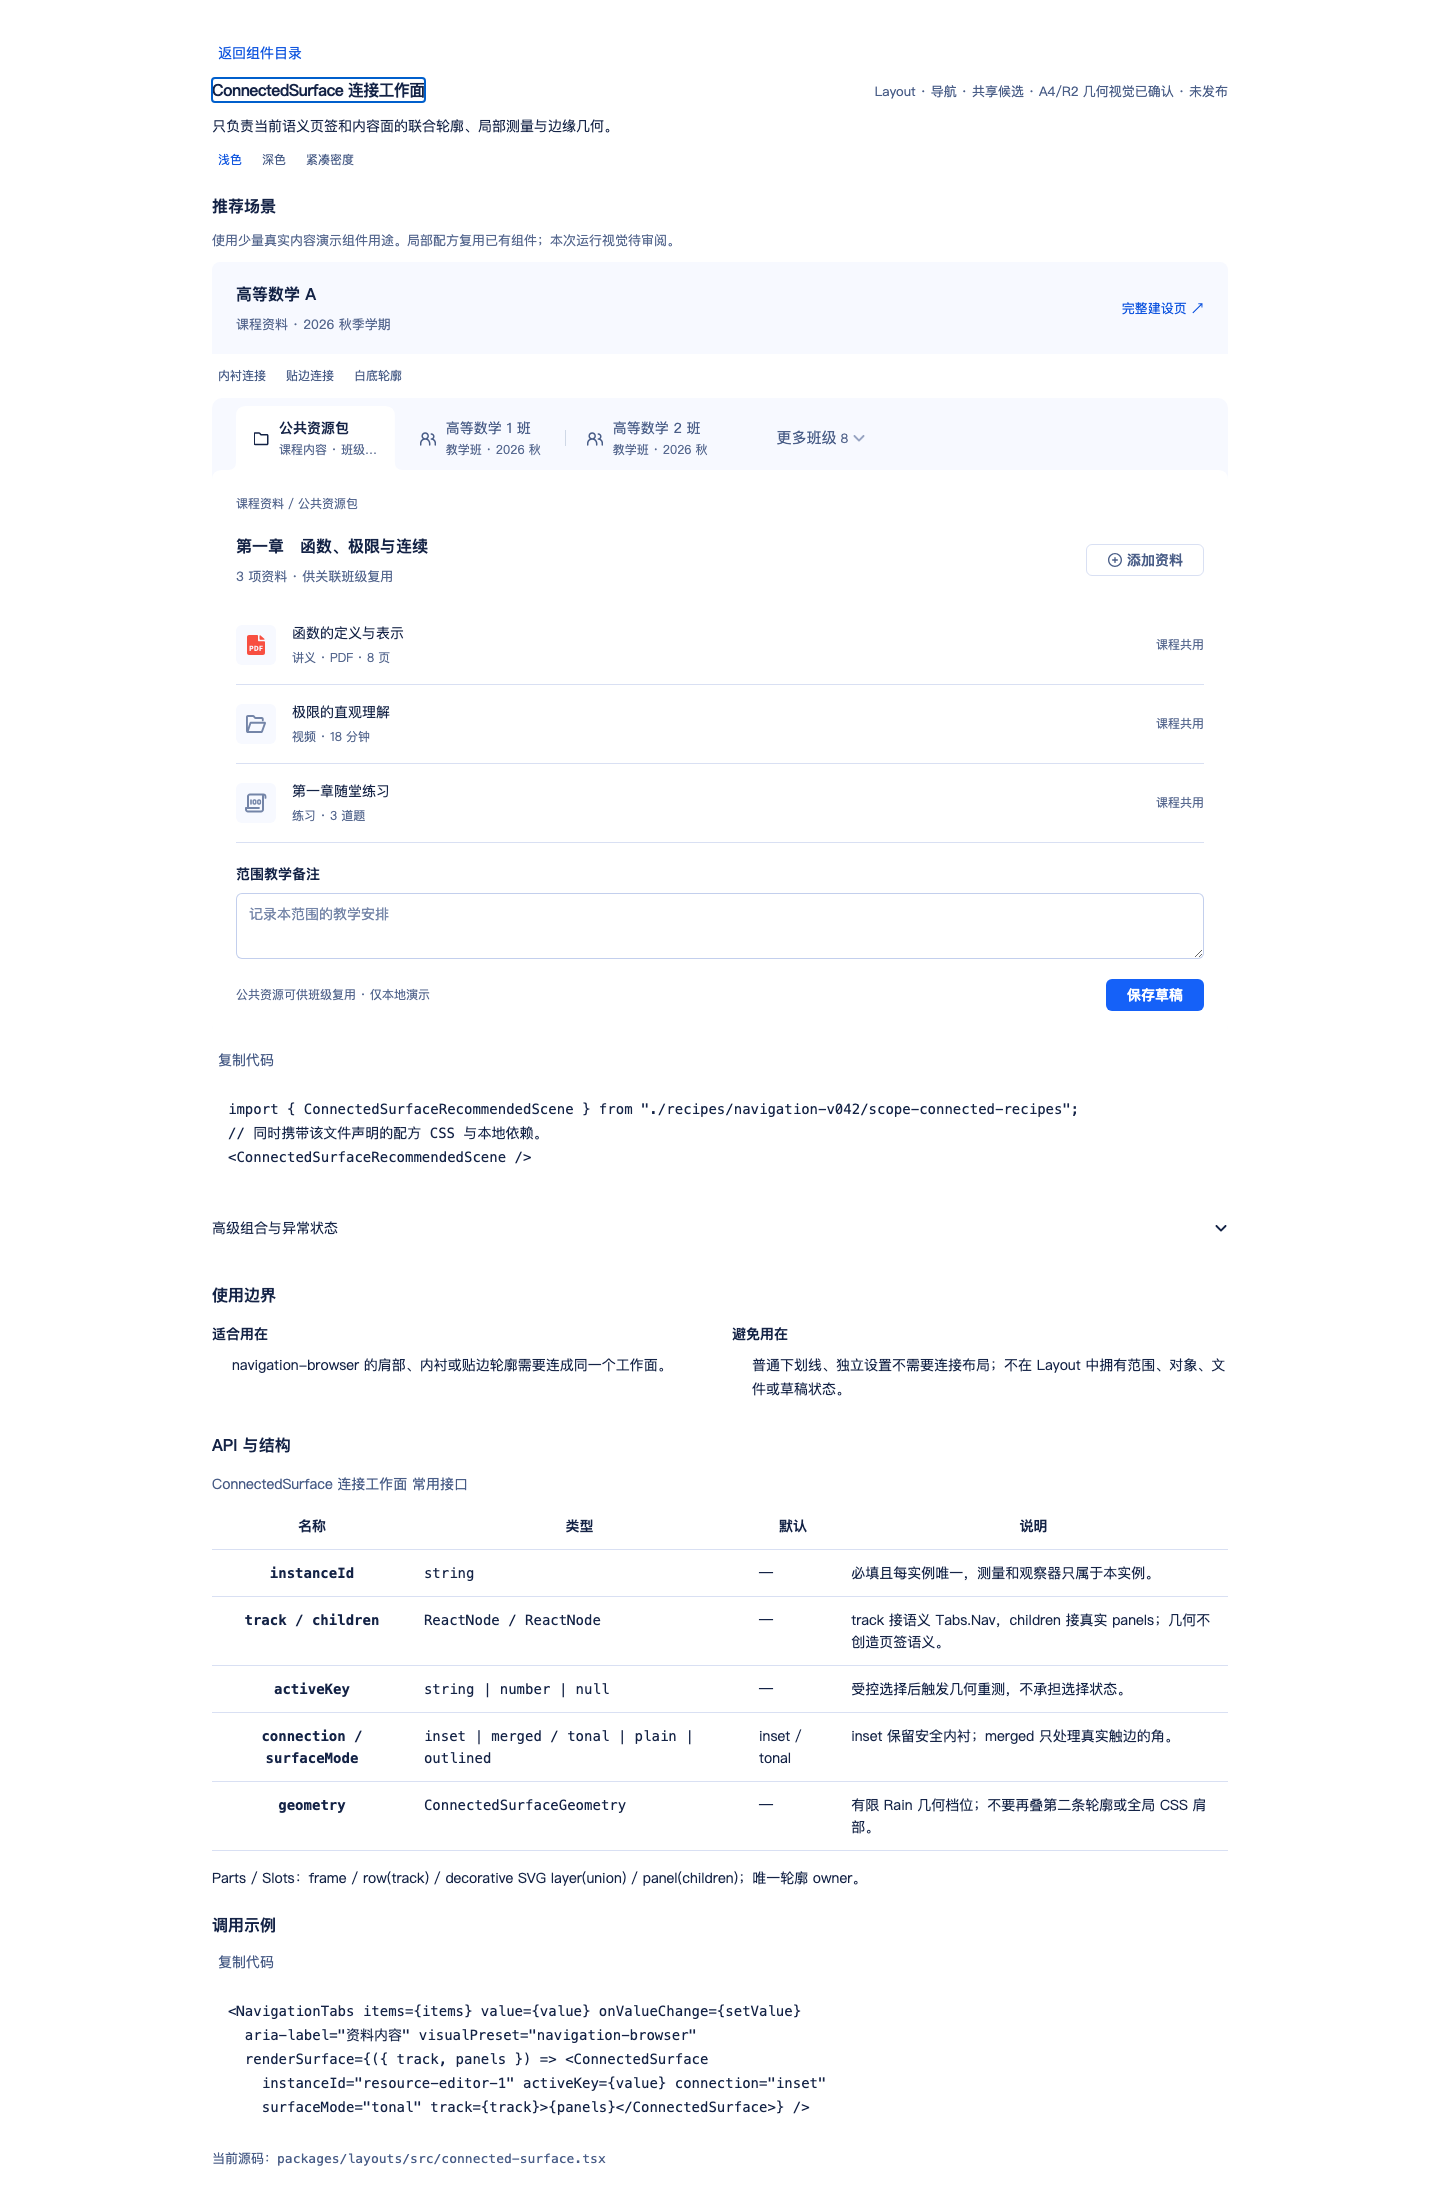 返回组件目录
ConnectedSurface 连接工作面
Layout · 导航 · 共享候选 · A4/R2 几何视觉已确认 · 未发布
只负责当前语义页签和内容面的联合轮廓、局部测量与边缘几何。
浅色 深色 紧凑密度
推荐场景
使用少量真实内容演示组件用途。局部配方复用已有组件；本次运行视觉待审阅。
高等数学 A
课程资料 · 2026 秋季学期
完整建设页 ↗
内衬连接 贴边连接 白底轮廓
公共资源包
课程内容 · 班级...
高等数学 1 班
教学班 · 2026 秋
高等数学 2 班
教学班 · 2026 秋
更多班级 8
课程资料 / 公共资源包
第一章　函数、极限与连续
3 项资料 · 供关联班级复用
添加资料
PDF
函数的定义与表示
讲义 · PDF · 8 页
课程共用
极限的直观理解
视频 · 18 分钟
课程共用
100
第一章随堂练习
练习 · 3 道题
课程共用
范围教学备注
记录本范围的教学安排
公共资源可供班级复用 · 仅本地演示
保存草稿
复制代码
import { ConnectedSurfaceRecommendedScene } from "./recipes/navigation-v042/scope-connected-recipes";
// 同时携带该文件声明的配方 CSS 与本地依赖。
<ConnectedSurfaceRecommendedScene />
高级组合与异常状态
使用边界
适合用在
navigation-browser 的肩部、内衬或贴边轮廓需要连成同一个工作面。
避免用在
普通下划线、独立设置不需要连接布局；不在 Layout 中拥有范围、对象、文
件或草稿状态。
API 与结构
ConnectedSurface 连接工作面 常用接口
名称 类型 默认 说明
instanceId string — 必填且每实例唯一，测量和观察器只属于本实例。
track / children ReactNode / ReactNode — track 接语义 Tabs.Nav，children 接真实 panels；几何不
创造页签语义。
activeKey string | number | null — 受控选择后触发几何重测，不承担选择状态。
connection / inset | merged / tonal | plain | inset / inset 保留安全内衬；merged 只处理真实触边的角。
surfaceMode outlined tonal
geometry ConnectedSurfaceGeometry — 有限 Rain 几何档位；不要再叠第二条轮廓或全局 CSS 肩
部。
Parts / Slots：frame / row(track) / decorative SVG layer(union) / panel(children)；唯一轮廓 owner。
调用示例
复制代码
<NavigationTabs items={items} value={value} onValueChange={setValue}
aria-label="资料内容" visualPreset="navigation-browser"
renderSurface={({ track, panels }) => <ConnectedSurface
instanceId="resource-editor-1" activeKey={value} connection="inset"
surfaceMode="tonal" track={track}>{panels}</ConnectedSurface>} />
当前源码：packages/layouts/src/connected-surface.tsx